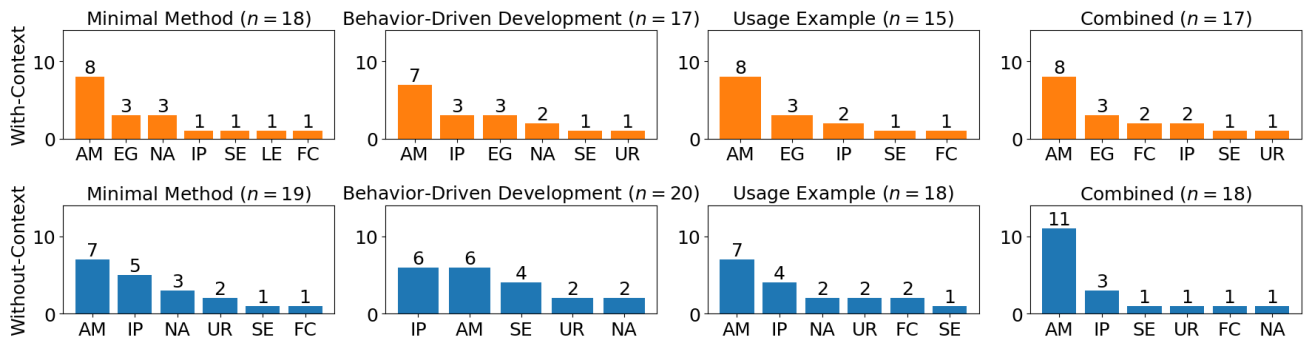 Minimal Method (n = 18) Behavior-Driven Development (n = 17) Usage Example (n = 15) Combined (n = 17)
With-Context
10
0
8 3 3 1 1 1 1
AM EG NA IP SE LE FC
10
0
7 3 3 2 1 1
AM IP EG NA SE UR
10
0
8 3 2 1 1
AM EG IP SE FC
10
0
8 3 2 2 1 1
AM EG FC IP SE UR
Minimal Method (n = 19) Behavior-Driven Development (n = 20) Usage Example (n = 18) Combined (n = 18)
Without-Context
10
0
7 5 3 2 1 1
AM IP NA UR SE FC
10
0
6 6 4 2 2
IP AM SE UR NA
10
0
7 4 2 2 2 1
AM IP NA UR FC SE
10
0
11 3 1 1 1 1
AM IP SE UR FC NA